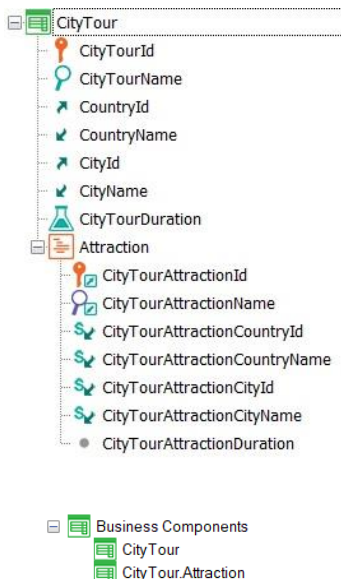 CityTour
CityTourId
CityTourName
CountryId
CountryName
CityId
CityName
CityTourDuration
Attraction
CityTourAttractionId
CityTourAttractionName
CityTourAttractionCountryId
CityTourAttractionCountryName
CityTourAttractionCityId
CityTourAttractionCityName
CityTourAttractionDuration
Business Components
CityTour
CityTour.Attraction